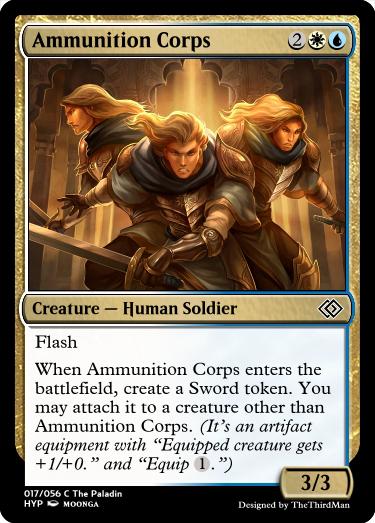 Ammunition Corps 2
Creature — Human Soldier
Flash
When Ammunition Corps enters the
battlefield, create a Sword token. You
may attach it to a creature other than
Ammunition Corps. (It's an artifact
equipment with “Equipped creature gets
+1/+0.” and “Equip 1.”)
3/3
017/056 C The Paladin
HYP MOONGA
Designed by TheThirdMan